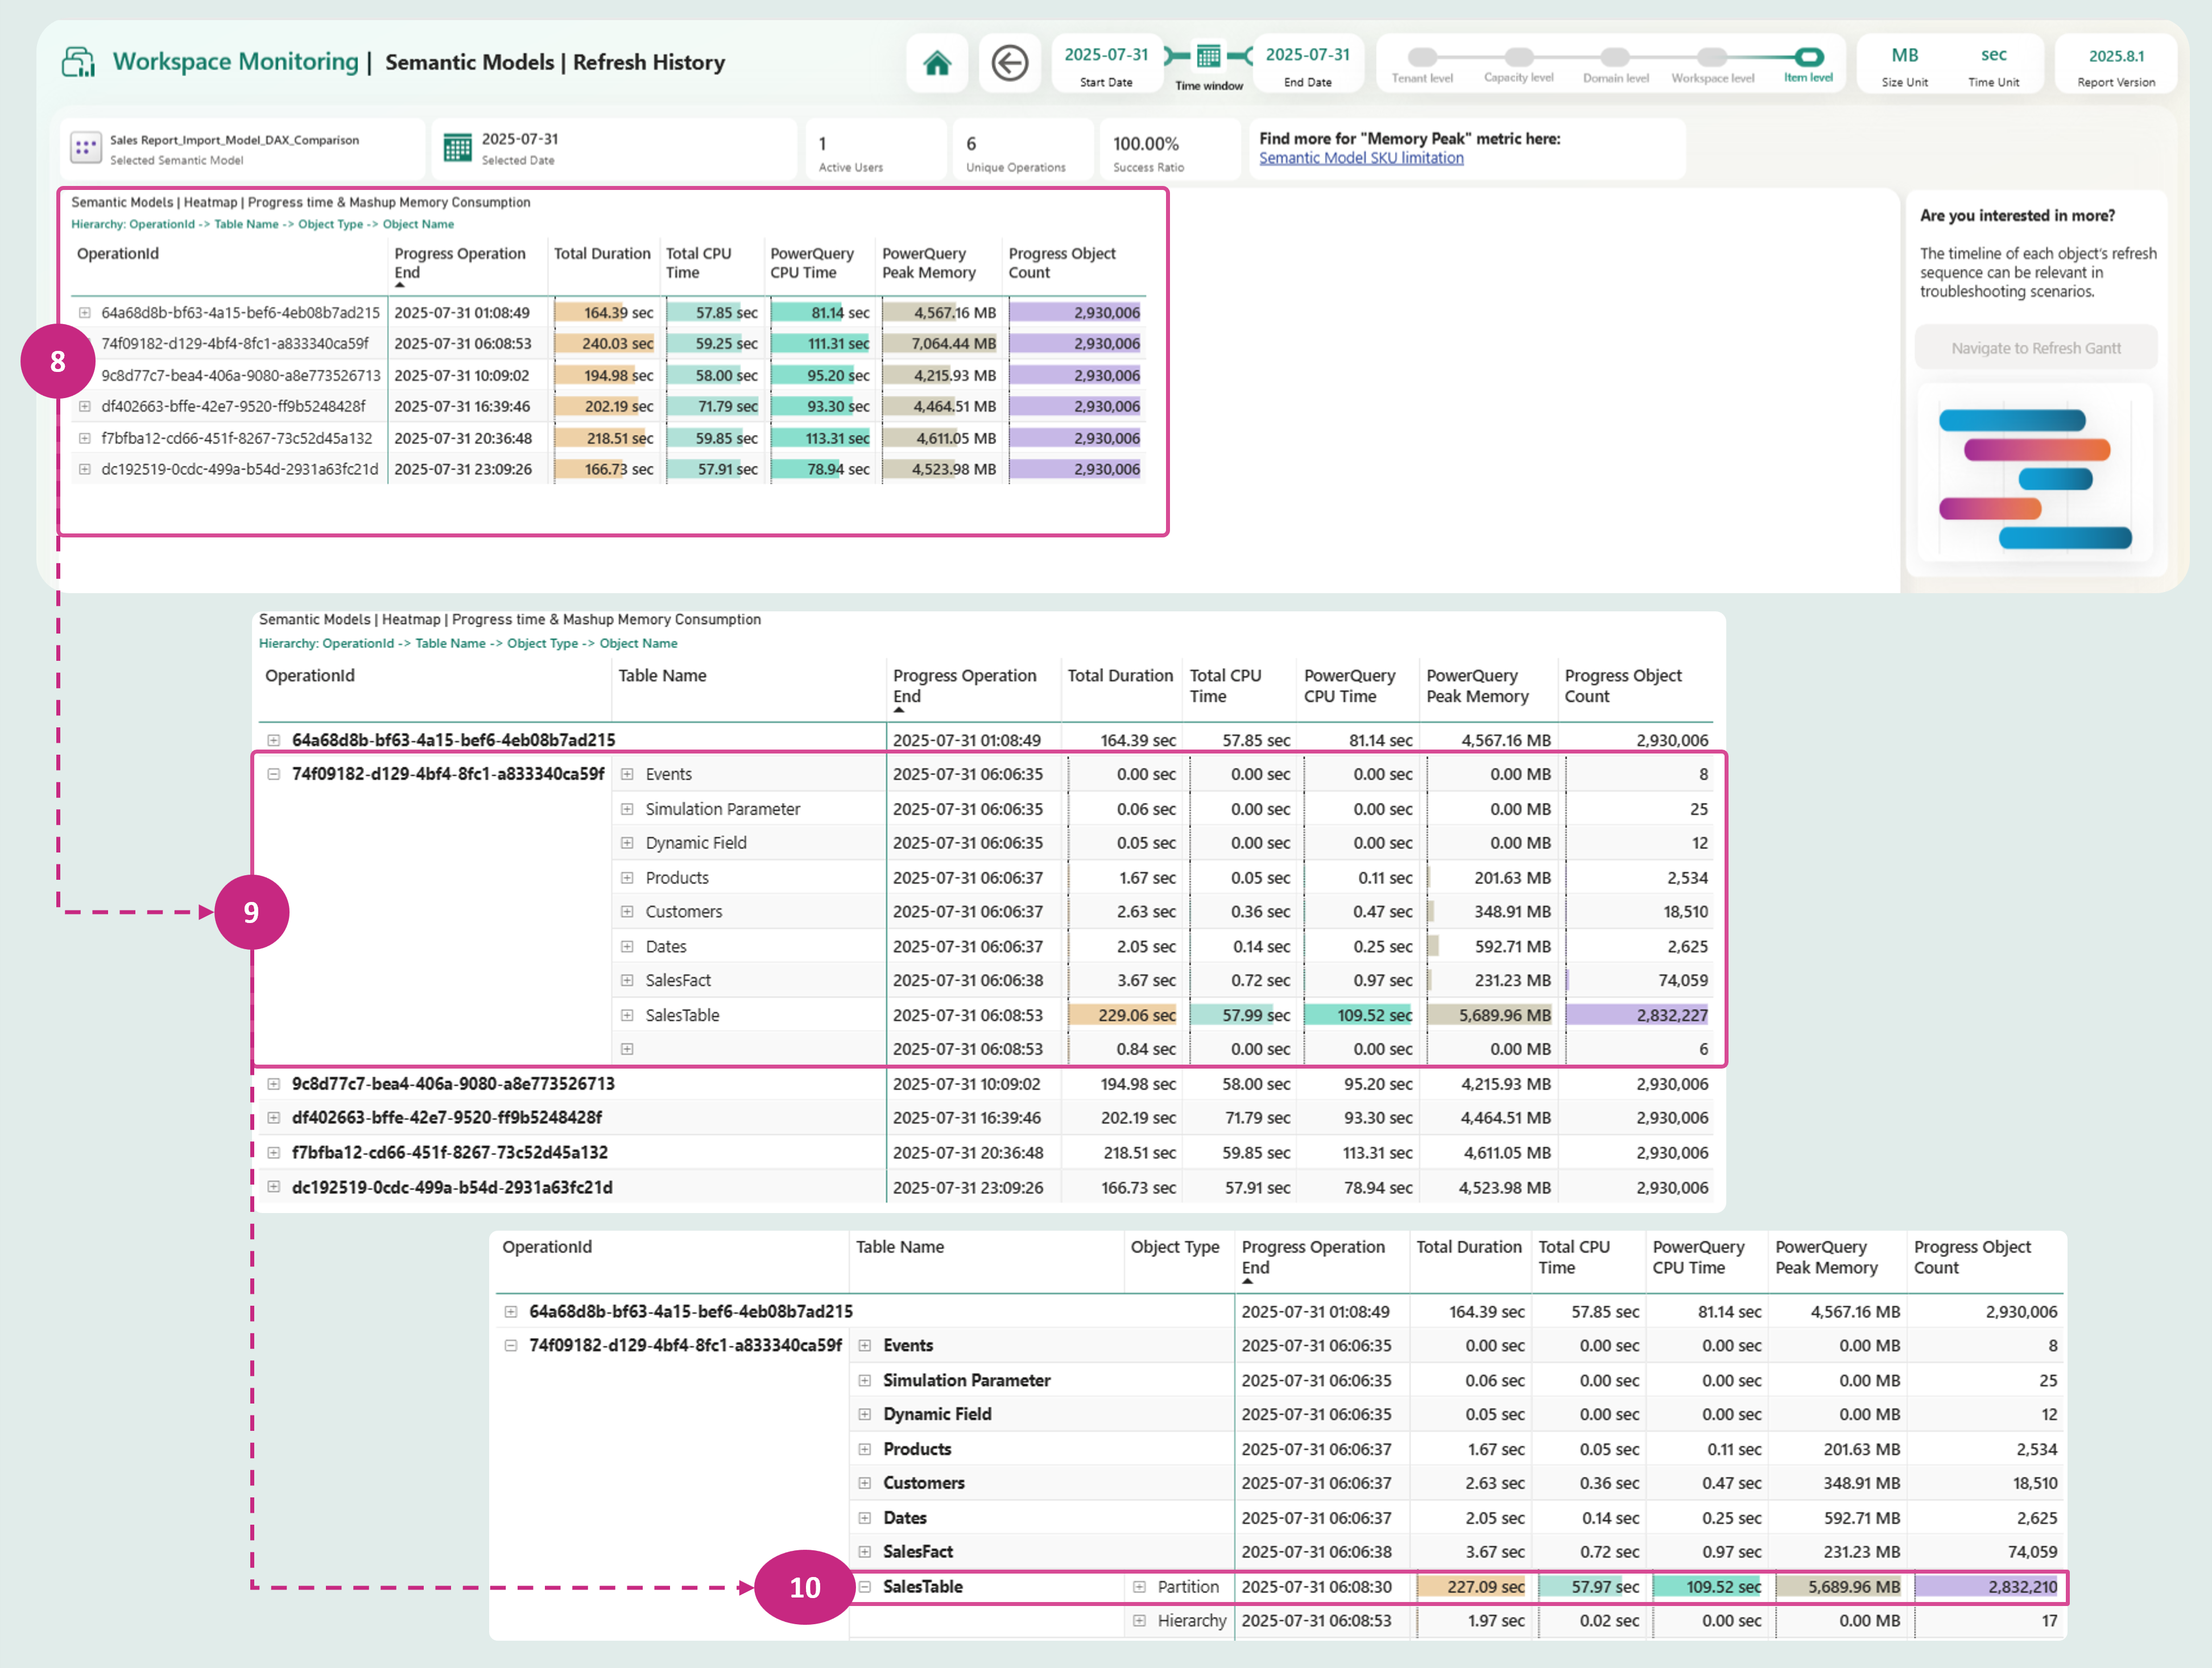 Workspace Monitoring | Semantic Models | Refresh History
2025-07-31
Start Date
Time window
2025-07-31
End Date
Tenant level
Capacity level
Domain level
Workspace level
Item level
MB
Size Unit
sec
Time Unit
2025.8.1
Report Version
Sales Report_Import_Model_DAX_Comparison
Selected Semantic Model
2025-07-31
Selected Date
1
Active Users
6
Unique Operations
100.00%
Success Ratio
Find more for "Memory Peak" metric here:
Semantic Model SKU limitation
Semantic Models | Heatmap | Progress time & Mashup Memory Consumption
Hierarchy: OperationId -> Table Name -> Object Type -> Object Name
OperationId Progress Operation End Total Duration Total CPU Time PowerQuery CPU Time PowerQuery Peak Memory Progress Object Count
64a68d8b-bf63-4a15-bef6-4eb08b7ad215 2025-07-31 01:08:49 164.39 sec 57.85 sec 81.14 sec 4,567.16 MB 2,930,006
74f09182-d129-4bf4-8fc1-a833340ca59f 2025-07-31 06:08:53 240.03 sec 59.25 sec 111.31 sec 7,064.44 MB 2,930,006
9c8d77c7-bea4-406a-9080-a8e773526713 2025-07-31 10:09:02 194.98 sec 58.00 sec 95.20 sec 4,215.93 MB 2,930,006
df402663-bffe-42e7-9520-ff9b5248428f 2025-07-31 16:39:46 202.19 sec 71.79 sec 93.30 sec 4,464.51 MB 2,930,006
f7bfba12-cd66-451f-8267-73c52d45a132 2025-07-31 20:36:48 218.51 sec 59.85 sec 113.31 sec 4,611.05 MB 2,930,006
dc192519-0cdc-499a-b54d-2931a63fc21d 2025-07-31 23:09:26 166.73 sec 57.91 sec 78.94 sec 4,523.98 MB 2,930,006
8
Are you interested in more?
The timeline of each object's refresh
sequence can be relevant in
troubleshooting scenarios.
Navigate to Refresh Gantt
Semantic Models | Heatmap | Progress time & Mashup Memory Consumption
Hierarchy: OperationId -> Table Name -> Object Type -> Object Name
OperationId Table Name Progress Operation End Total Duration Total CPU Time PowerQuery CPU Time PowerQuery Peak Memory Progress Object Count
64a68d8b-bf63-4a15-bef6-4eb08b7ad215 2025-07-31 01:08:49 164.39 sec 57.85 sec 81.14 sec 4,567.16 MB 2,930,006
74f09182-d129-4bf4-8fc1-a833340ca59f Events 2025-07-31 06:06:35 0.00 sec 0.00 sec 0.00 sec 0.00 MB 8
Simulation Parameter 2025-07-31 06:06:35 0.06 sec 0.00 sec 0.00 sec 0.00 MB 25
Dynamic Field 2025-07-31 06:06:35 0.05 sec 0.00 sec 0.00 sec 0.00 MB 12
Products 2025-07-31 06:06:37 1.67 sec 0.05 sec 0.11 sec 201.63 MB 2,534
Customers 2025-07-31 06:06:37 2.63 sec 0.36 sec 0.47 sec 348.91 MB 18,510
Dates 2025-07-31 06:06:37 2.05 sec 0.14 sec 0.25 sec 592.71 MB 2,625
SalesFact 2025-07-31 06:06:38 3.67 sec 0.72 sec 0.97 sec 231.23 MB 74,059
SalesTable 2025-07-31 06:08:53 229.06 sec 57.99 sec 109.52 sec 5,689.96 MB 2,832,227
2025-07-31 06:08:53 0.84 sec 0.00 sec 0.00 sec 0.00 MB 6
9c8d77c7-bea4-406a-9080-a8e773526713 2025-07-31 10:09:02 194.98 sec 58.00 sec 95.20 sec 4,215.93 MB 2,930,006
df402663-bffe-42e7-9520-ff9b5248428f 2025-07-31 16:39:46 202.19 sec 71.79 sec 93.30 sec 4,464.51 MB 2,930,006
f7bfba12-cd66-451f-8267-73c52d45a132 2025-07-31 20:36:48 218.51 sec 59.85 sec 113.31 sec 4,611.05 MB 2,930,006
dc192519-0cdc-499a-b54d-2931a63fc21d 2025-07-31 23:09:26 166.73 sec 57.91 sec 78.94 sec 4,523.98 MB 2,930,006
9
OperationId Table Name Object Type Progress Operation End Total Duration Total CPU Time PowerQuery CPU Time PowerQuery Peak Memory Progress Object Count
64a68d8b-bf63-4a15-bef6-4eb08b7ad215 2025-07-31 01:08:49 164.39 sec 57.85 sec 81.14 sec 4,567.16 MB 2,930,006
74f09182-d129-4bf4-8fc1-a833340ca59f Events 2025-07-31 06:06:35 0.00 sec 0.00 sec 0.00 sec 0.00 MB 8
Simulation Parameter 2025-07-31 06:06:35 0.06 sec 0.00 sec 0.00 sec 0.00 MB 25
Dynamic Field 2025-07-31 06:06:35 0.05 sec 0.00 sec 0.00 sec 0.00 MB 12
Products 2025-07-31 06:06:37 1.67 sec 0.05 sec 0.11 sec 201.63 MB 2,534
Customers 2025-07-31 06:06:37 2.63 sec 0.36 sec 0.47 sec 348.91 MB 18,510
Dates 2025-07-31 06:06:37 2.05 sec 0.14 sec 0.25 sec 592.71 MB 2,625
SalesFact 2025-07-31 06:06:38 3.67 sec 0.72 sec 0.97 sec 231.23 MB 74,059
10
SalesTable Partition 2025-07-31 06:08:30 227.09 sec 57.97 sec 109.52 sec 5,689.96 MB 2,832,210
Hierarchy 2025-07-31 06:08:53 1.97 sec 0.02 sec 0.00 sec 0.00 MB 17